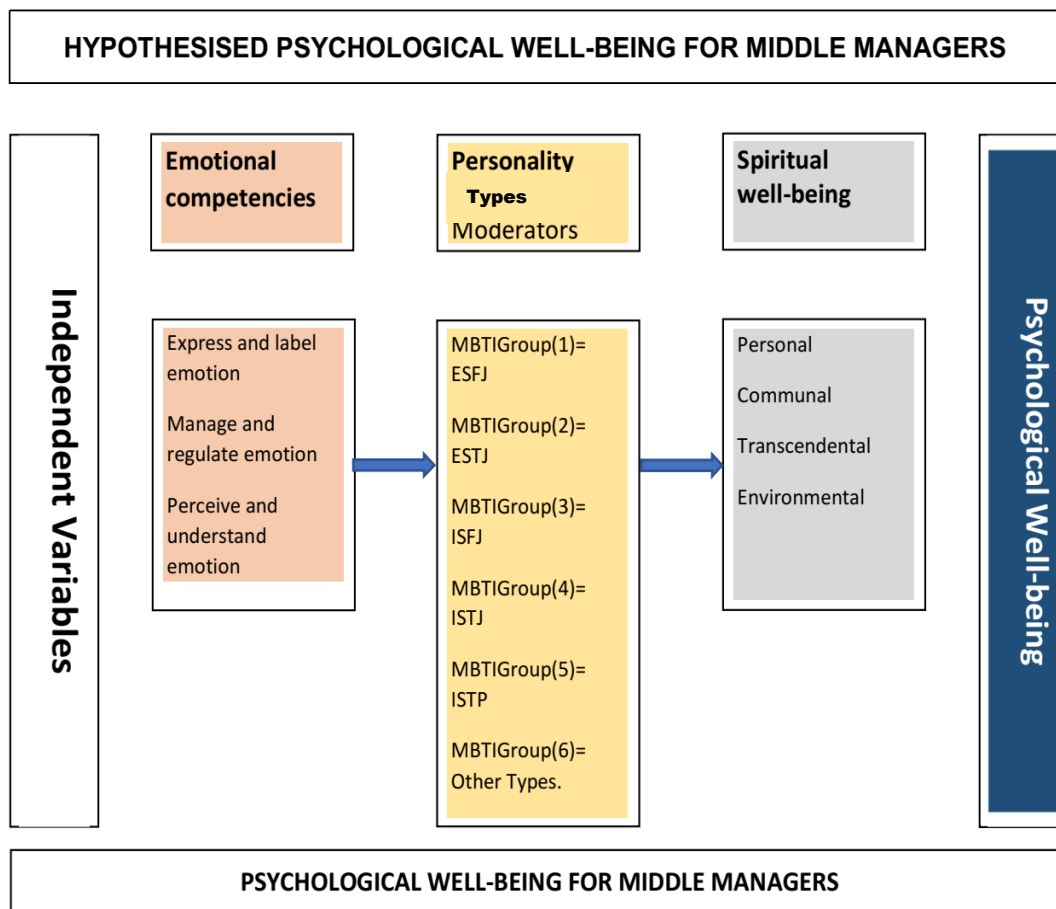 HYPOTHESISED PSYCHOLOGICAL WELL-BEING FOR MIDDLE MANAGERS
Independent Variables
Emotional
competencies
Personality
Types
Moderators
Spiritual
well-being
Express and label
emotion
Manage and
regulate emotion
Perceive and
understand
emotion
MBTIGroup(1)=
ESFJ
MBTIGroup(2)=
ESTJ
MBTIGroup(3)=
ISFJ
MBTIGroup(4)=
ISTJ
MBTIGroup(5)=
ISTP
MBTIGroup(6)=
Other Types.
Personal
Communal
Transcendental
Environmental
Psychological Well-being
PSYCHOLOGICAL WELL-BEING FOR MIDDLE MANAGERS